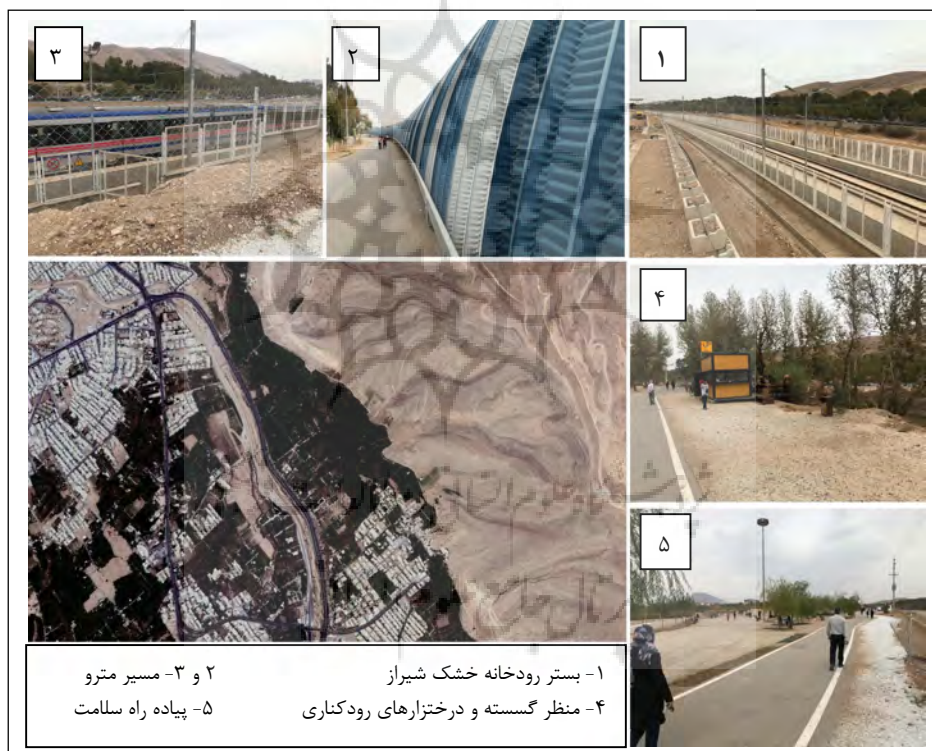 ۳
۲
۱
۴
۵
۱- بستر رودخانه خشک شیراز
۲ و ۳- مسیر مترو
۴- منظر گسسته و درختزارهای رودکناری
۵- پیاده راه سلامت